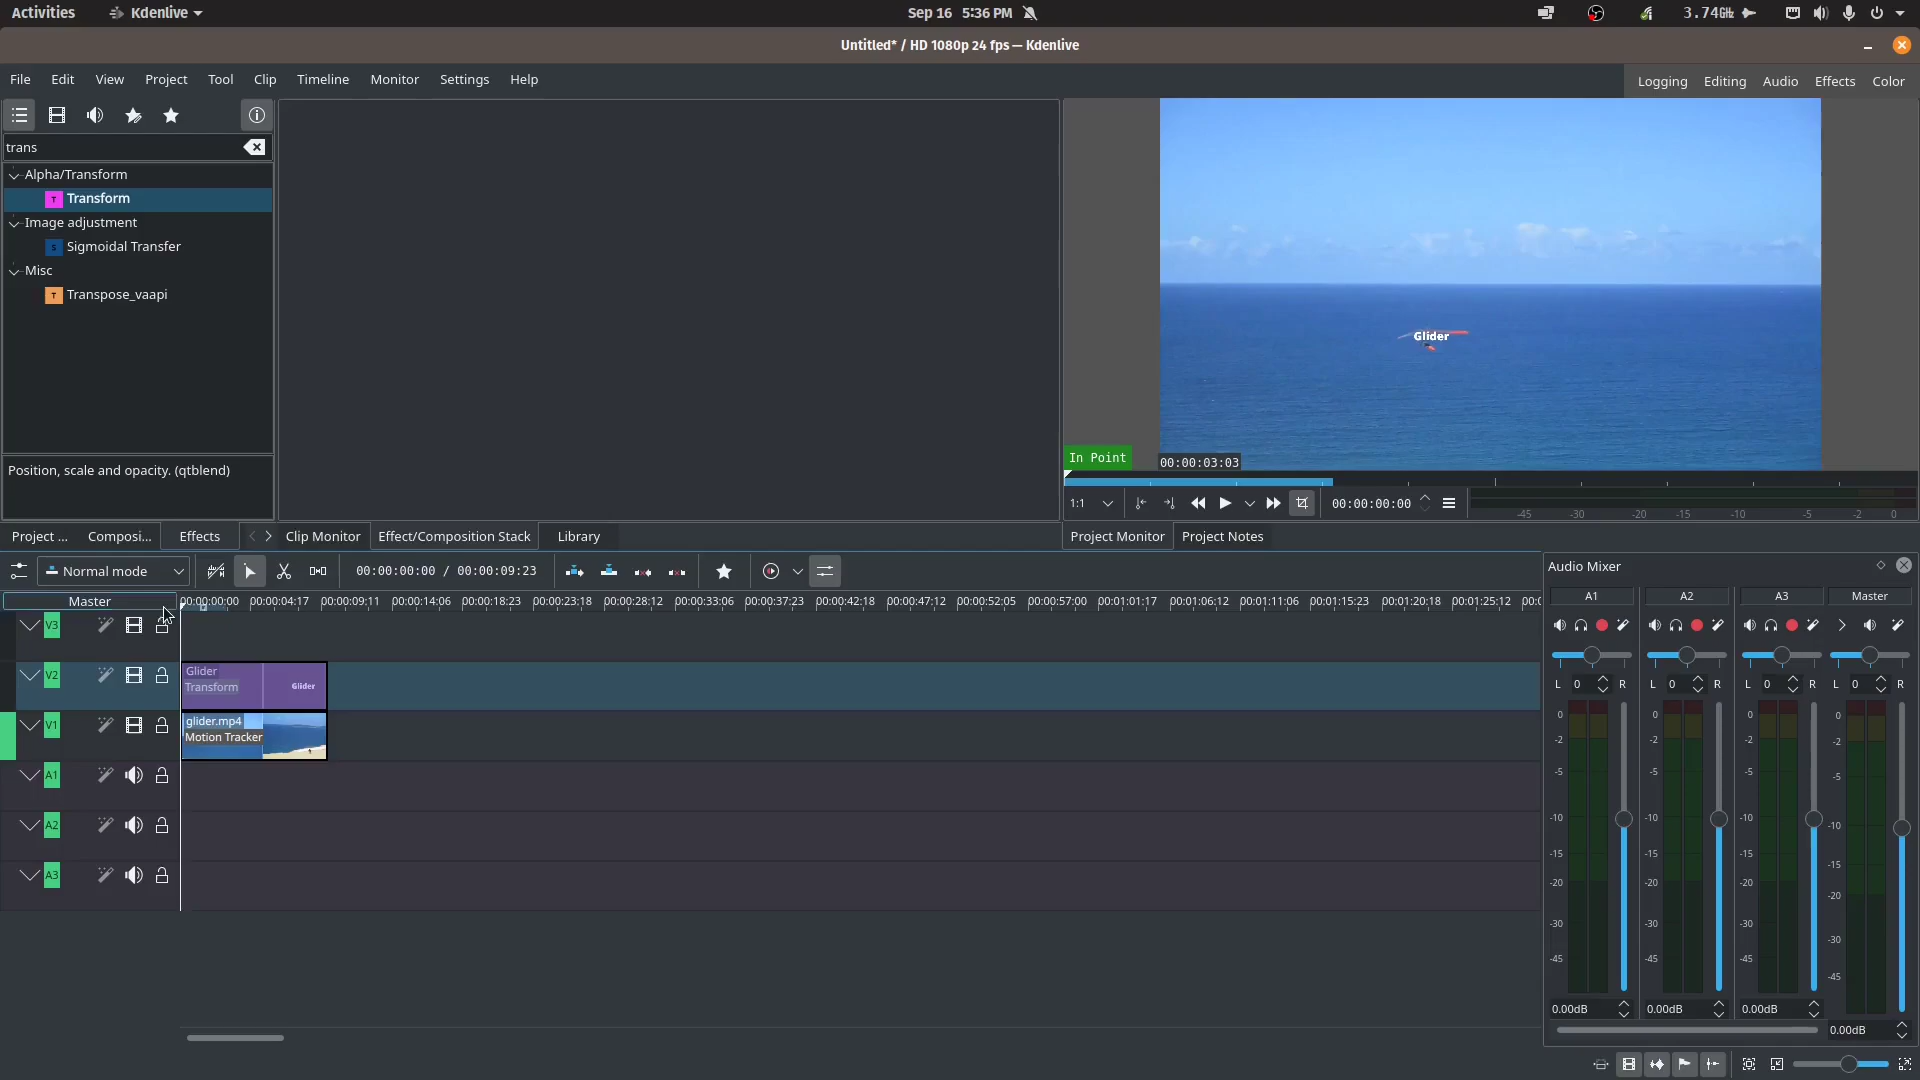 Activities Kdenlive Sep 16 5:36 PM 3.74GHz
Untitled* / HD 1080p 24 fps — Kdenlive
File Edit View Project Tool Clip Timeline Monitor Settings Help Logging Editing Audio Effects Color
trans
Alpha/Transform
T Transform
Image adjustment
S Sigmoidal Transfer
Misc
T Transpose_vaapi
Glider
Position, scale and opacity. (qtblend)
In Point 00:00:03:03
1:1 00:00:00:00 -45 -30 -20 -15 -10 -5 -2 0
Project ... Composi... Effects Clip Monitor Effect/Composition Stack Library Project Monitor Project Notes
Normal mode 00:00:00:00 / 00:00:09:23
Master 00:00:00:00 00:00:04:17 00:00:09:11 00:00:14:06 00:00:18:23 00:00:23:18 00:00:28:12 00:00:33:06 00:00:37:23 00:00:42:18 00:00:47:12 00:00:52:05 00:00:57:00 00:01:01:17 00:01:06:12 00:01:11:06 00:01:15:23 00:01:20:18 00:01:25:12 00:0
V3
V2 Glider
Transform Glider
V1 glider.mp4
Motion Tracker
A1
A2
A3
Audio Mixer
A1 A2 A3 Master
L 0 R L 0 R L 0 R L 0 R
0 0 0 0
-2 -2 -2 -2
-5 -5 -5 -5
-10 -10 -10 -10
-15 -15 -15 -15
-20 -20 -20 -20
-30 -30 -30 -30
-45 -45 -45 -45
0.00dB 0.00dB 0.00dB 0.00dB